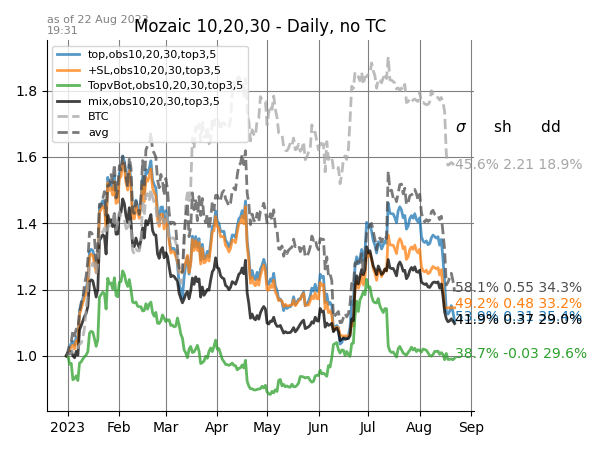 as of 22 Aug 2023
19:31
Mozaic 10,20,30 - Daily, no TC
top,obs10,20,30,top3,5
+SL,obs10,20,30,top3,5
TopvBot,obs10,20,30,top3,5
mix,obs10,20,30,top3,5
BTC
avg
σ sh dd
45.6% 2.21 18.9%
58.1% 0.55 34.3%
49.2% 0.48 33.2%
41.9% 0.37 29.0%
38.7% -0.03 29.6%
1.8
1.6
1.4
1.2
1.0
2023 Feb Mar Apr May Jun Jul Aug Sep